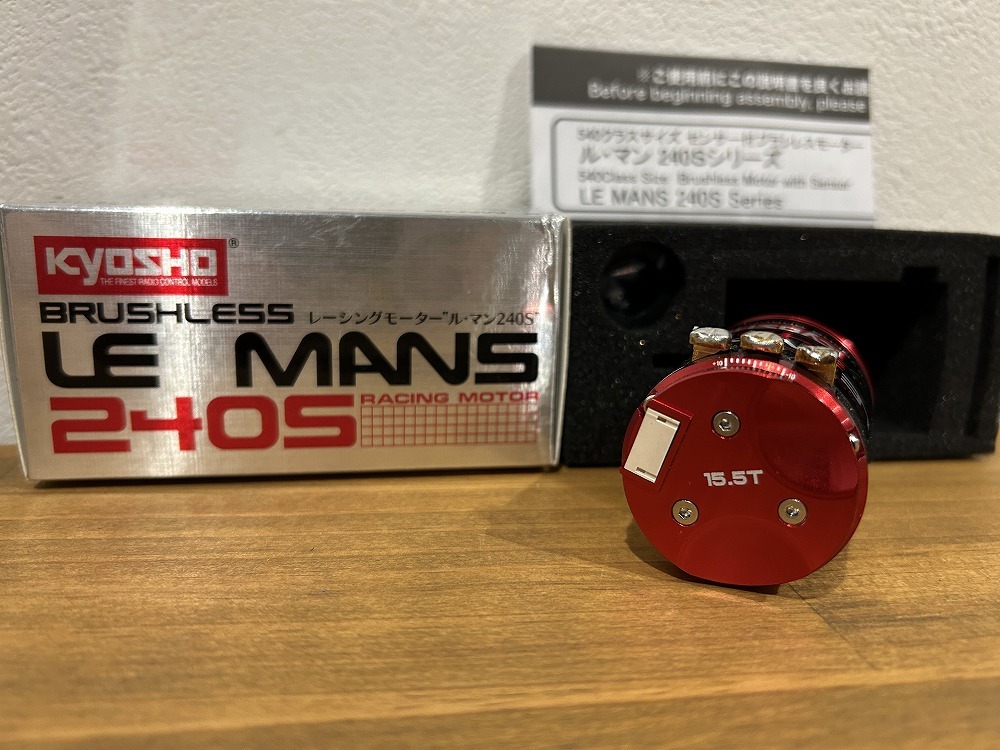 ※ご使用前にこの説明書を良くお読
Before beginning assembly, please
540クラスサイズ センサー付ブラシレスモーター
ル・マン 240Sシリーズ
540Class Size Brushless Motor with Sensor
LE MANS 240S Series
KYOSHO®
THE FINEST RADIO CONTROL MODELS
BRUSHLESS レーシングモーター"ル・マン240S"
LE MANS
240S RACING MOTOR
+10 -10
15.5T